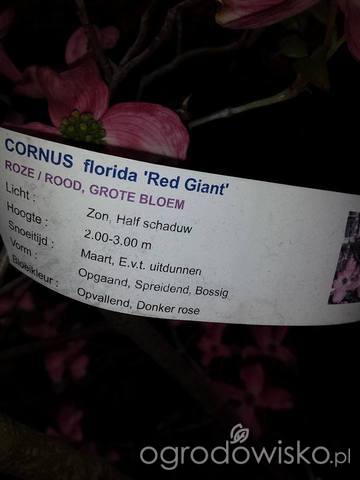 CORNUS florida 'Red Giant'
ROZE / ROOD, GROTE BLOEM
Licht : Zon, Half schaduw
Hoogte : 2.00-3.00 m
Snoeitijd : Maart, E.v.t. uitdunnen
Vorm : Opgaand, Spreidend, Bossig
Bloeikleur : Opvallend, Donker rose
ogrodowisko.pl